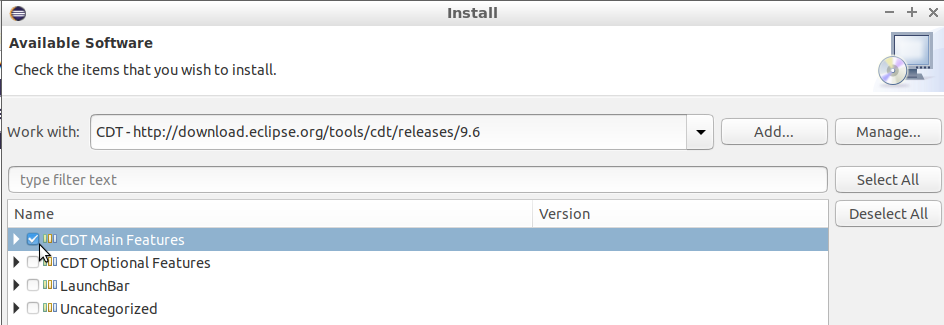 Install
Available Software
Check the items that you wish to install.
Work with: CDT - http://download.eclipse.org/tools/cdt/releases/9.6 Add... Manage...
type filter text Select All
Name Version Deselect All
CDT Main Features
CDT Optional Features
LaunchBar
Uncategorized